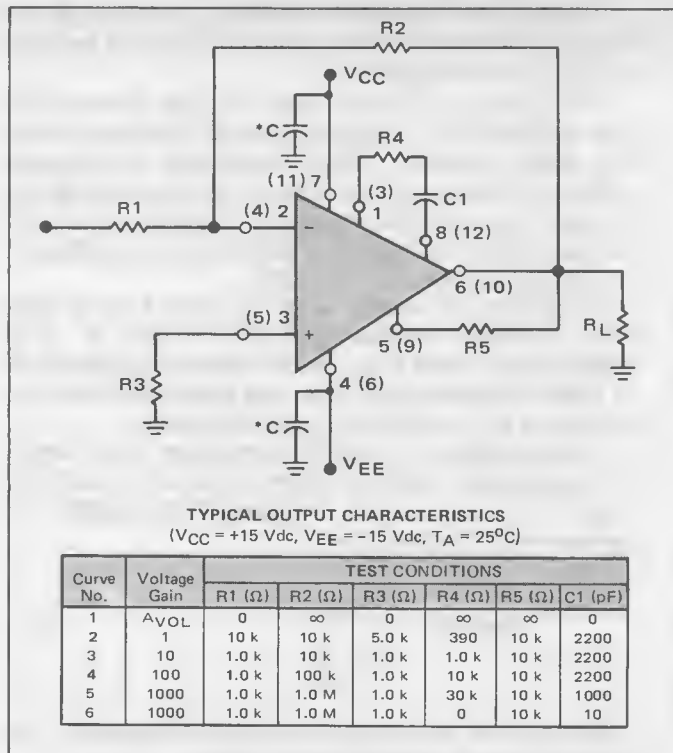 R2
VCC
*C
R4
(11) 7
(3)
1
C1
R1
(4) 2
−
8 (12)
6 (10)
(5) 3
+
5 (9)
R5
RL
R3
4 (6)
*C
VEE
TYPICAL OUTPUT CHARACTERISTICS
(VCC = +15 Vdc, VEE = −15 Vdc, TA = 25°C)
Curve No. Voltage Gain TEST CONDITIONS
R1 (Ω) R2 (Ω) R3 (Ω) R4 (Ω) R5 (Ω) C1 (pF)
1 AVOL 0 ∞ 0 ∞ ∞ 0
2 1 10 k 10 k 5.0 k 390 10 k 2200
3 10 1.0 k 10 k 1.0 k 1.0 k 10 k 2200
4 100 1.0 k 100 k 1.0 k 10 k 10 k 2200
5 1000 1.0 k 1.0 M 1.0 k 30 k 10 k 1000
6 1000 1.0 k 1.0 M 1.0 k 0 10 k 10